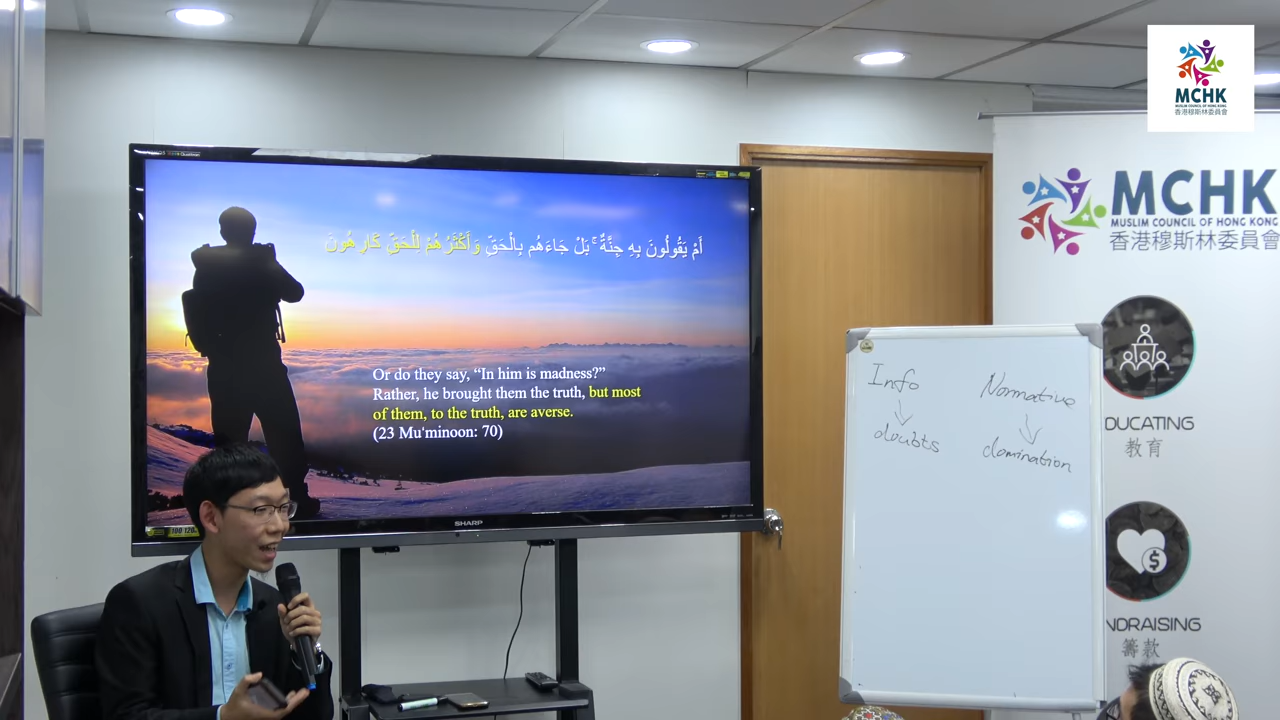 MCHK
MUSLIM COUNCIL OF HONG KONG
香港穆斯林委員會
أَمْ يَقُولُونَ بِهِ جِنَّةٌ ۚ بَلْ جَاءَهُم بِالْحَقِّ وَأَكْثَرُهُمْ لِلْحَقِّ كَارِهُونَ
Or do they say, “In him is madness?”
Rather, he brought them the truth, but most
of them, to the truth, are averse.
(23 Mu'minoon: 70)
SHARP
Info
doubts
Normative
domination
MCHK
MUSLIM COUNCIL OF HONG KONG
香港穆斯林委員會
DUCATING
教育
NDRAISING
籌款